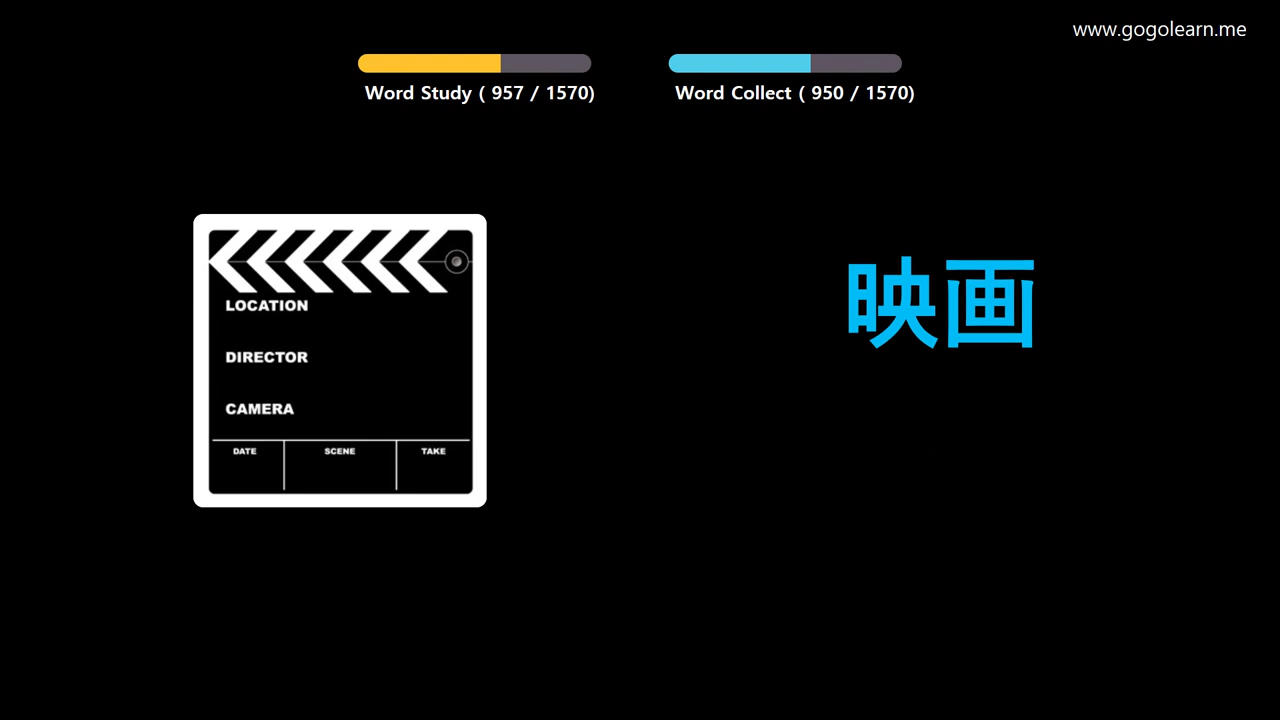 www.gogolearn.me
Word Study ( 957 / 1570)
Word Collect ( 950 / 1570)
LOCATION
DIRECTOR
CAMERA
DATE
SCENE
TAKE
映画